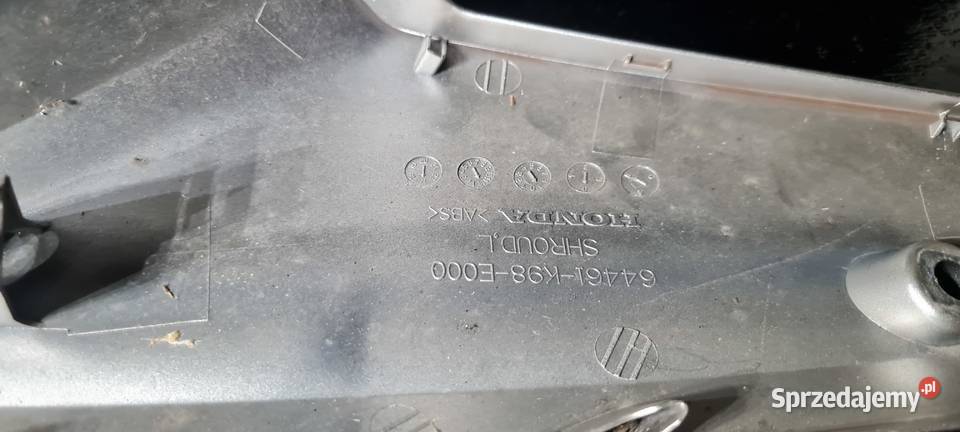 64461-K98-E000
SHROUD,L
HONDA >ABS<
Sprzedajemy.pl